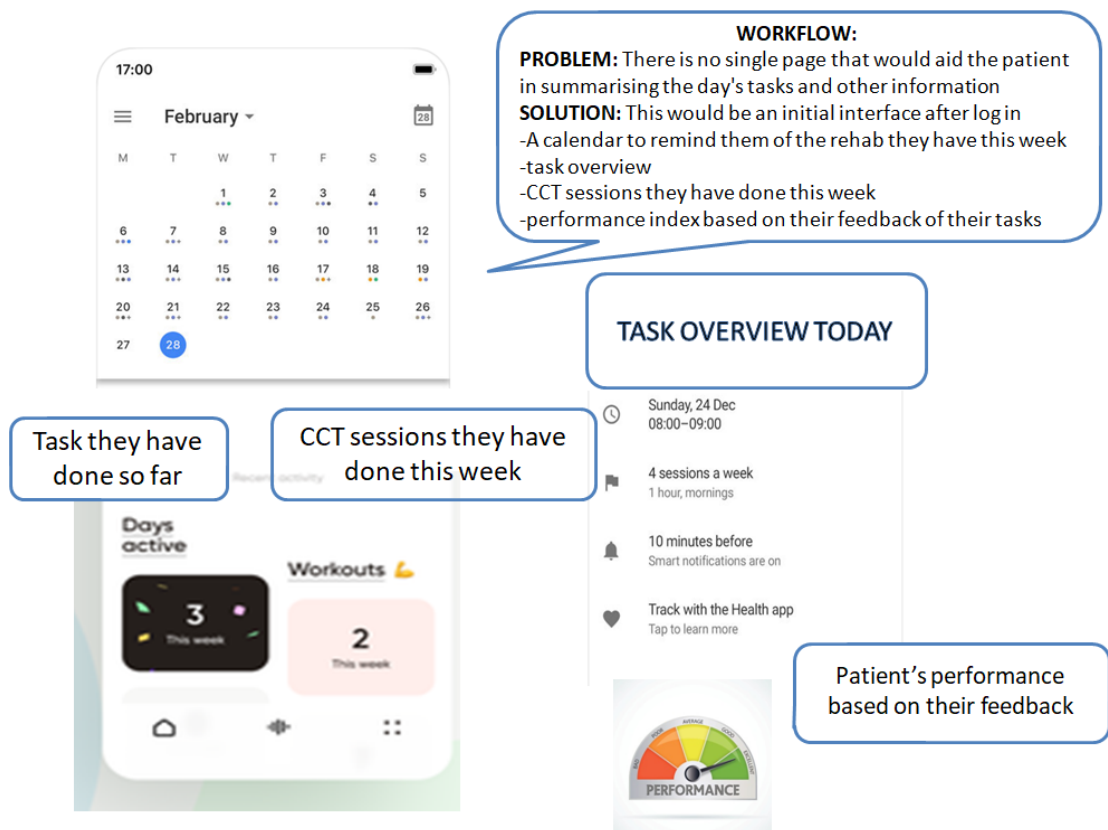 WORKFLOW:
PROBLEM: There is no single page that would aid the patient
in summarising the day's tasks and other information
SOLUTION: This would be an initial interface after log in
-A calendar to remind them of the rehab they have this week
-task overview
-CCT sessions they have done this week
-performance index based on their feedback of their tasks
17:00
February
28
M T W T F S S
1 2 3 4 5
6 7 8 9 10 11 12
13 14 15 16 17 18 19
20 21 22 23 24 25 26
27 28
TASK OVERVIEW TODAY
Sunday, 24 Dec
08:00–09:00
4 sessions a week
1 hour, mornings
10 minutes before
Smart notifications are on
Track with the Health app
Tap to learn more
Task they have
done so far
CCT sessions they have
done this week
Recent activity
Days
active
3
This week
Workouts 💪
2
This week
Patient's performance
based on their feedback
BAD POOR AVERAGE GOOD EXCELLENT
PERFORMANCE